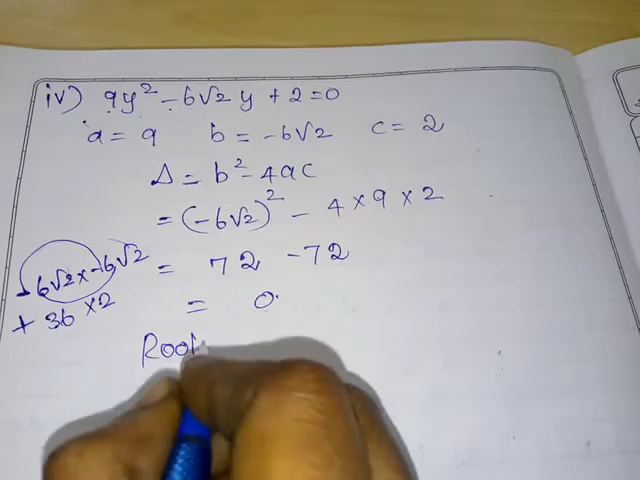 iv) 9y² - 6√2 y + 2 = 0
a = 9 b = -6√2 c = 2
Δ = b² - 4ac
= (-6√2)² - 4 × 9 × 2
-6√2 × -6√2 = 72 - 72
+ 36 × 2 = 0
Root